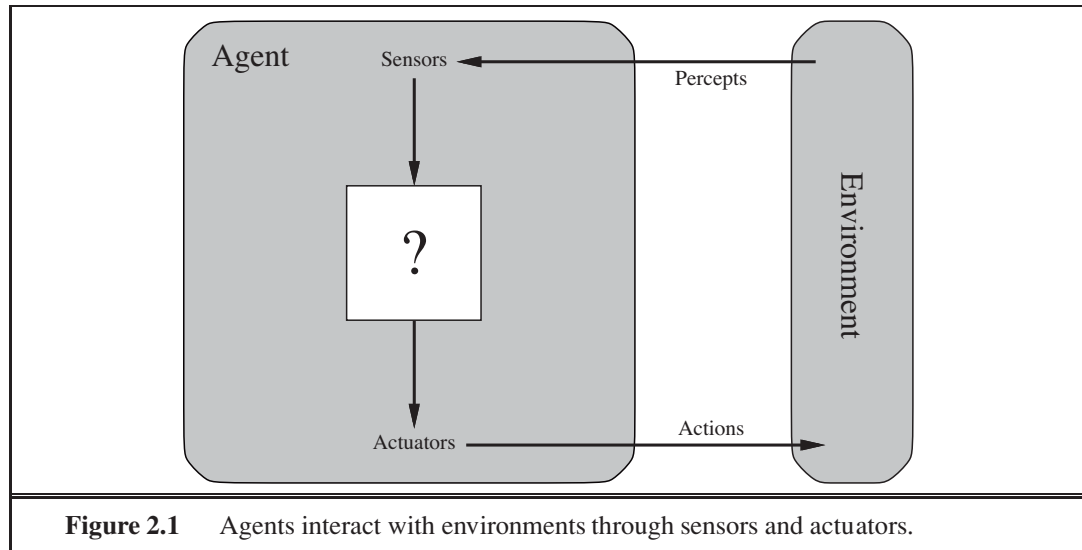 Agent
Sensors
Percepts
Environment
?
Actuators
Actions
Figure 2.1 Agents interact with environments through sensors and actuators.